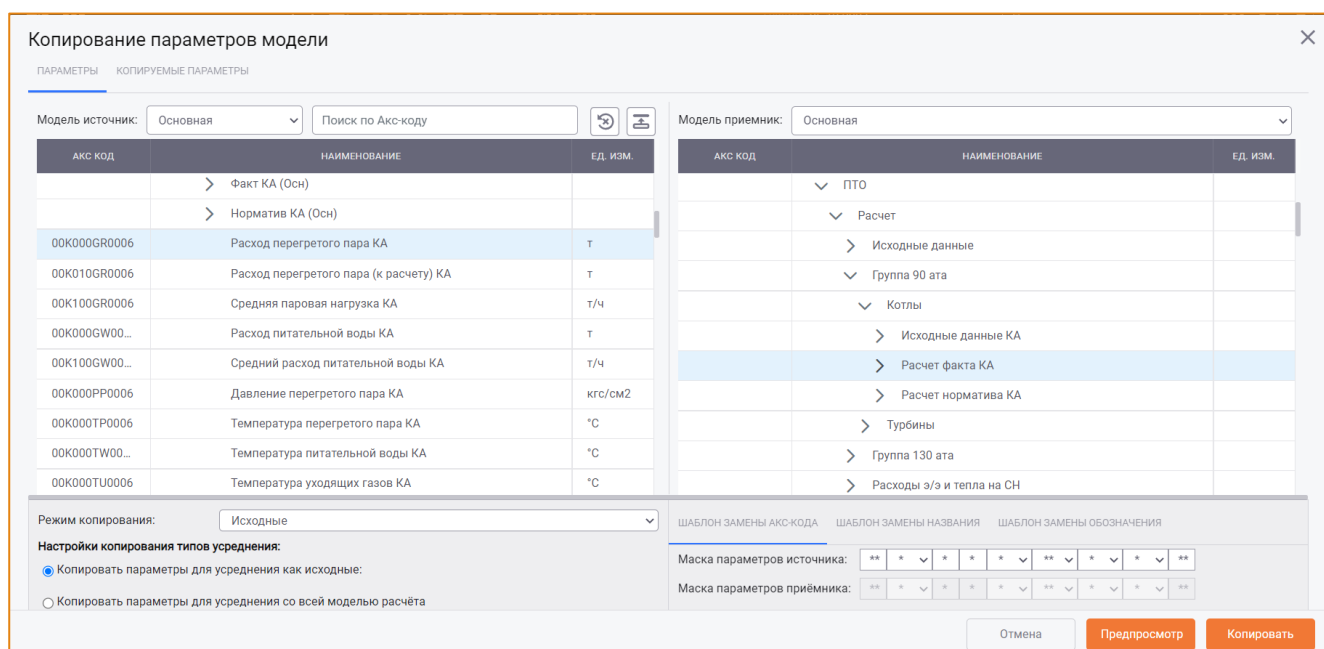 Копирование параметров модели
ПАРАМЕТРЫ КОПИРУЕМЫЕ ПАРАМЕТРЫ
Модель источник: Основная Поиск по Акс-коду
АКС КОД НАИМЕНОВАНИЕ ЕД. ИЗМ.
Факт КА (Осн)
Норматив КА (Осн)
00K000GR0006 Расход перегретого пара КА т
00K010GR0006 Расход перегретого пара (к расчету) КА т
00K100GR0006 Средняя паровая нагрузка КА т/ч
00K000GW00... Расход питательной воды КА т
00K100GW00... Средний расход питательной воды КА т/ч
00K000PP0006 Давление перегретого пара КА кгс/см2
00K000TP0006 Температура перегретого пара КА °С
00K000TW00... Температура питательной воды КА °С
00K000TU0006 Температура уходящих газов КА °С
Модель приемник: Основная
АКС КОД НАИМЕНОВАНИЕ ЕД. ИЗМ.
ПТО
Расчет
Исходные данные
Группа 90 ата
Котлы
Исходные данные КА
Расчет факта КА
Расчет норматива КА
Турбины
Группа 130 ата
Расходы э/э и тепла на СН
Режим копирования: Исходные
Настройки копирования типов усреднения:
Копировать параметры для усреднения как исходные:
Копировать параметры для усреднения со всей моделью расчёта
ШАБЛОН ЗАМЕНЫ АКС-КОДА ШАБЛОН ЗАМЕНЫ НАЗВАНИЯ ШАБЛОН ЗАМЕНЫ ОБОЗНАЧЕНИЯ
Маска параметров источника: ** * * * * ** * * **
Маска параметров приёмника: ** * * * * ** * * **
Отмена Предпросмотр Копировать